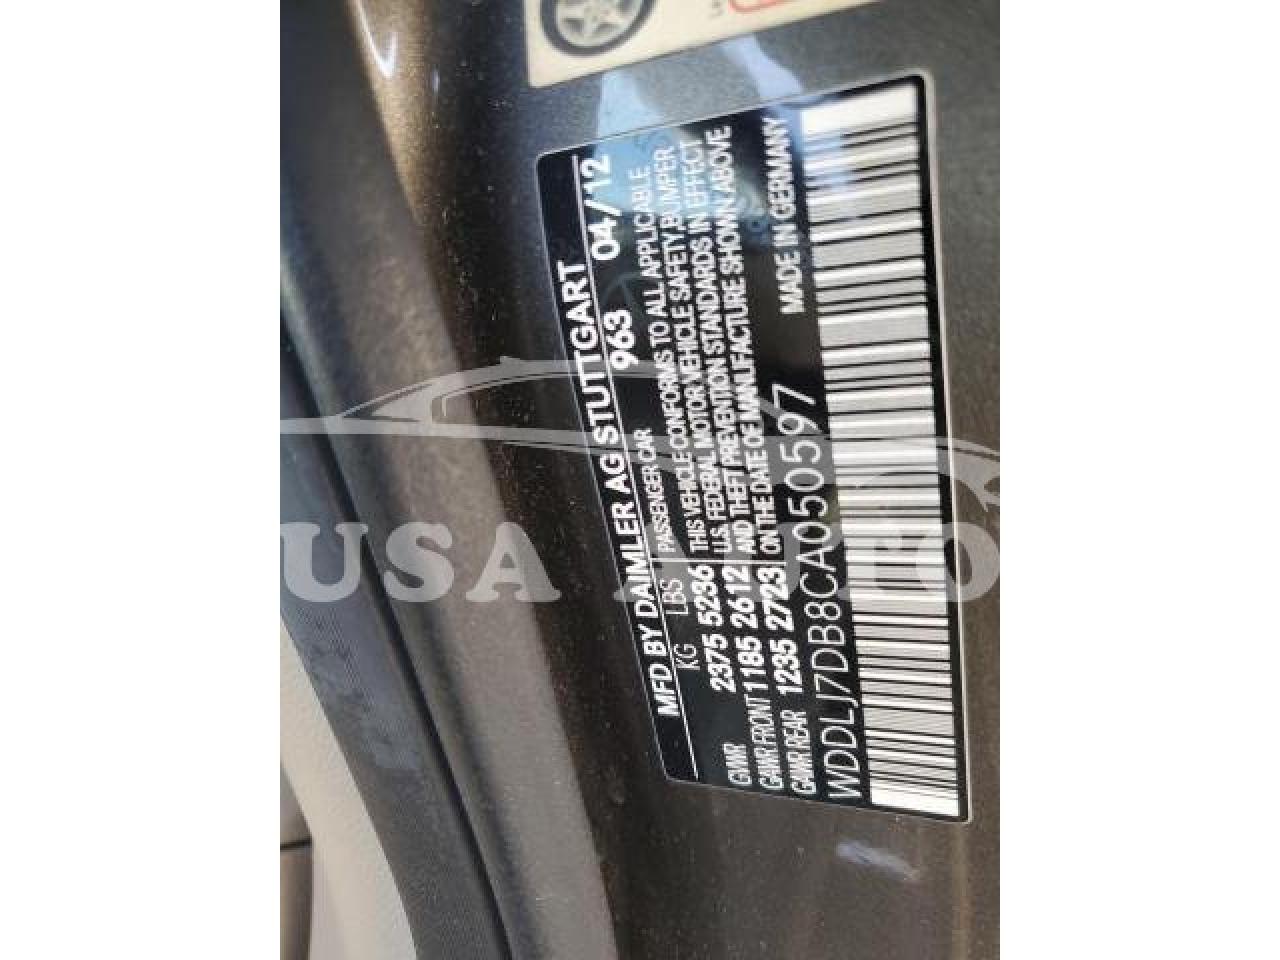 MFD BY DAIMLER AG STUTTGART
KG LBS 963 04/12
PASSENGER CAR
GVWR 2375 5236
GAWR FRONT 1185 2612
GAWR REAR 1235 2723
THIS VEHICLE CONFORMS TO ALL APPLICABLE
U.S. FEDERAL MOTOR VEHICLE SAFETY, BUMPER
AND THEFT PREVENTION STANDARDS IN EFFECT
ON THE DATE OF MANUFACTURE SHOWN ABOVE
MADE IN GERMANY
WDDLJ7DB8CA050597
USA AUTO